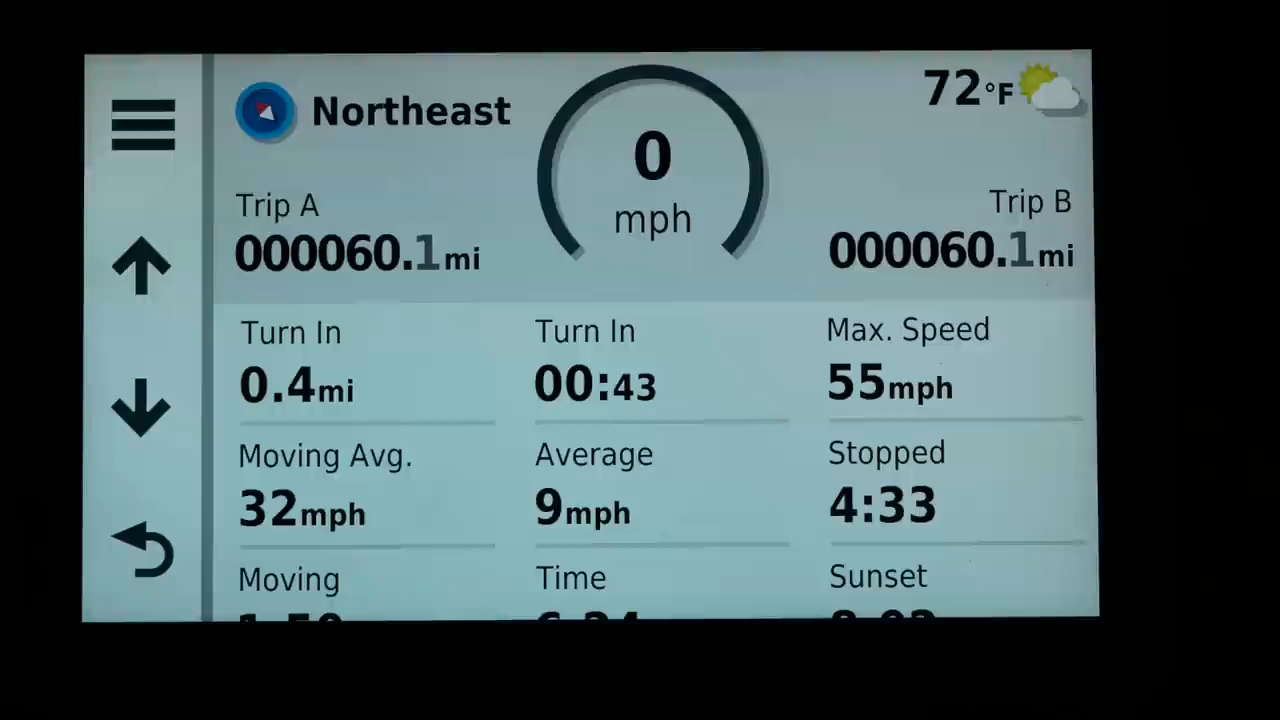 Northeast
0
mph
72°F
Trip A
000060.1mi
Trip B
000060.1mi
Turn In
0.4mi
Turn In
00:43
Max. Speed
55mph
Moving Avg.
32mph
Average
9mph
Stopped
4:33
Moving
Time
Sunset